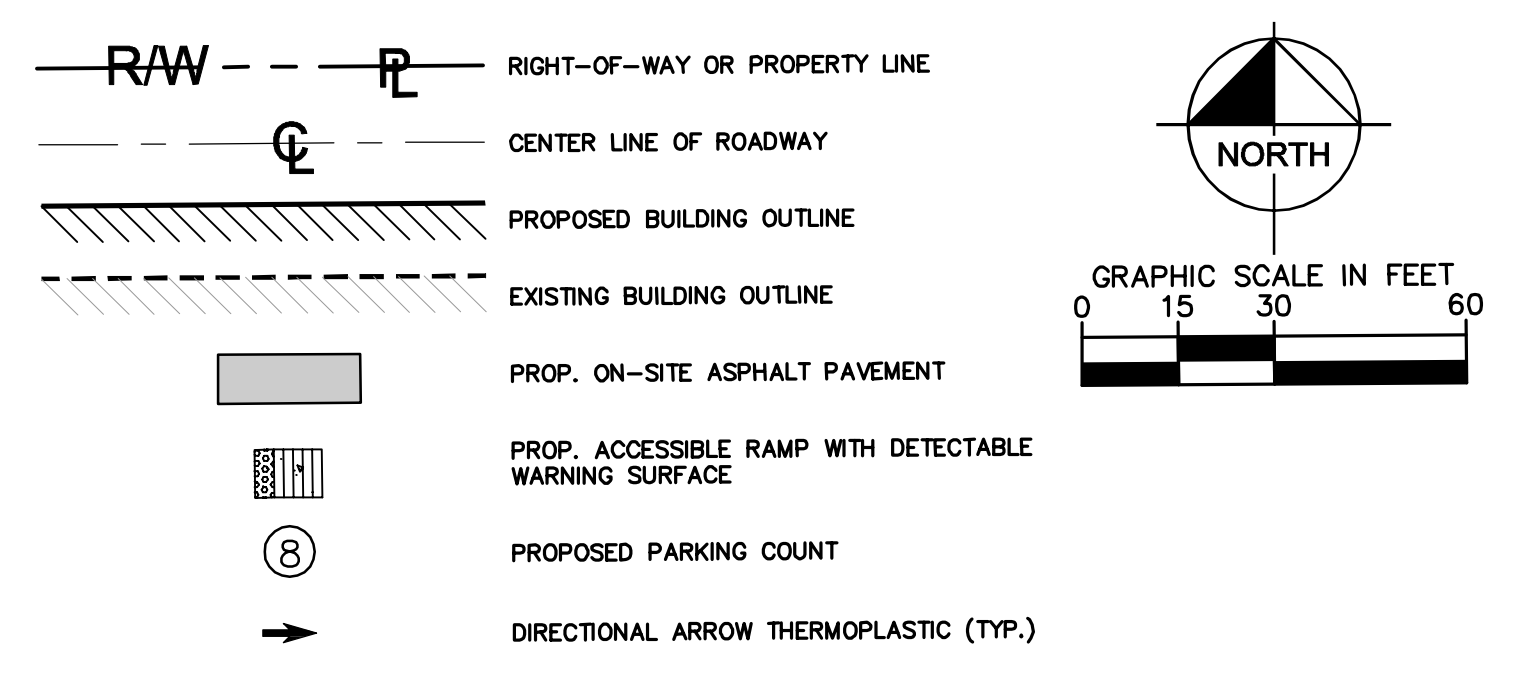 R/W PL RIGHT-OF-WAY OR PROPERTY LINE
CL CENTER LINE OF ROADWAY
PROPOSED BUILDING OUTLINE
EXISTING BUILDING OUTLINE
PROP. ON-SITE ASPHALT PAVEMENT
PROP. ACCESSIBLE RAMP WITH DETECTABLE
WARNING SURFACE
8 PROPOSED PARKING COUNT
DIRECTIONAL ARROW THERMOPLASTIC (TYP.)
NORTH
GRAPHIC SCALE IN FEET
0 15 30 60